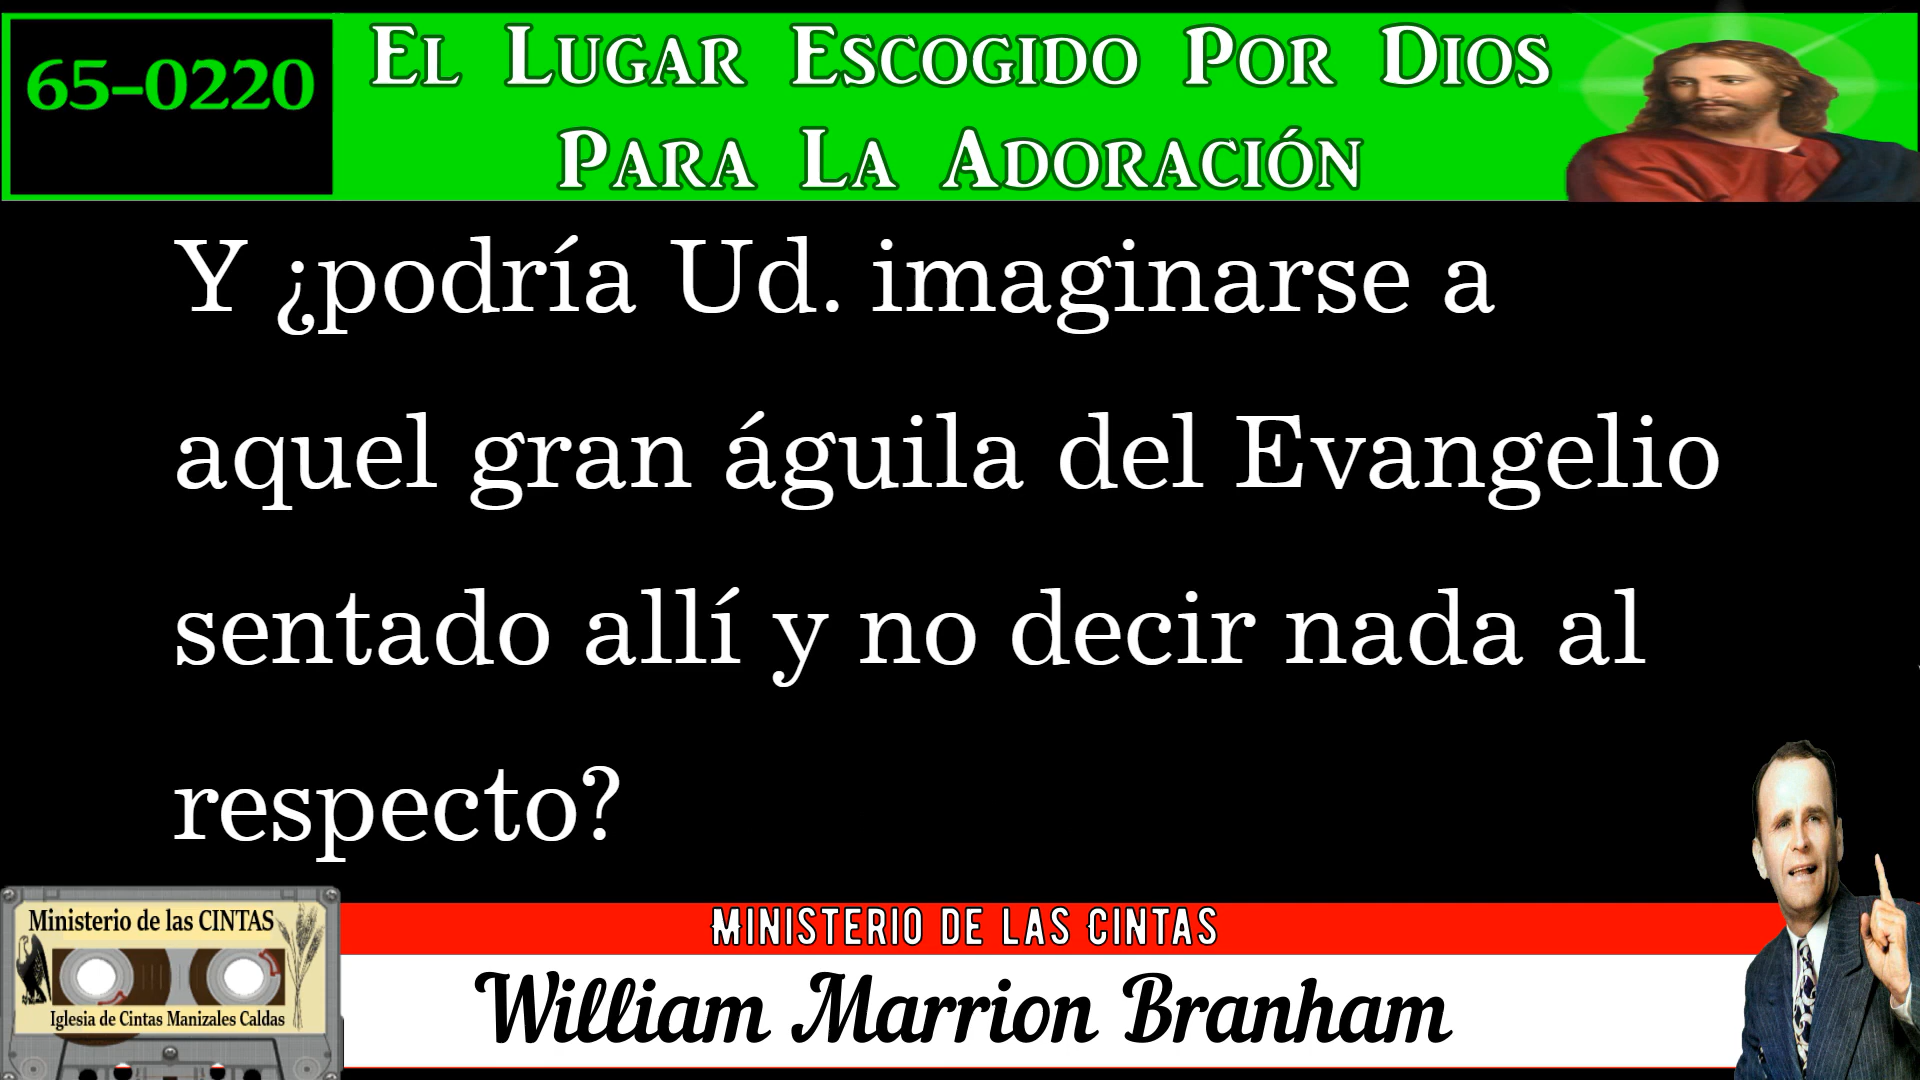 65-0220
El Lugar Escogido Por Dios
Para La Adoración
Y ¿podría Ud. imaginarse a
aquel gran águila del Evangelio
sentado allí y no decir nada al
respecto?
Ministerio de las CINTAS
Iglesia de Cintas Manizales Caldas
MINISTERIO DE LAS CINTAS
William Marrion Branham